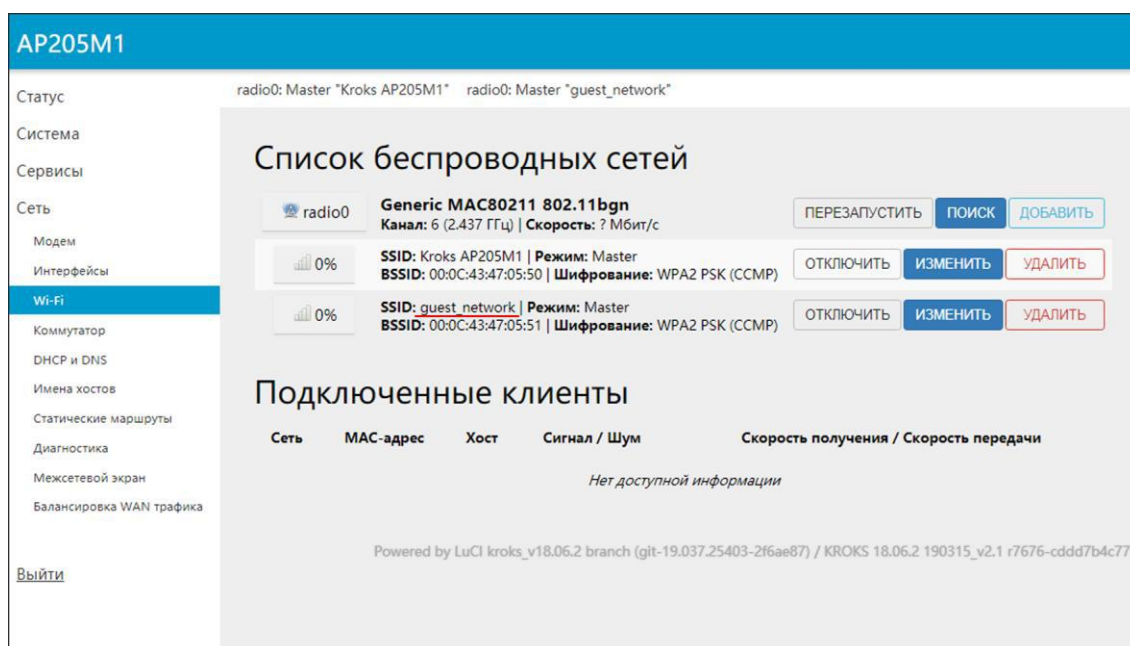 AP205M1
radio0: Master "Kroks AP205M1" radio0: Master "guest_network"
Статус
Система
Сервисы
Сеть
Модем
Интерфейсы
Wi-Fi
Коммутатор
DHCP и DNS
Имена хостов
Статические маршруты
Диагностика
Межсетевой экран
Балансировка WAN трафика
Выйти
Список беспроводных сетей
radio0
Generic MAC80211 802.11bgn
Канал: 6 (2.437 ГГц) | Скорость: ? Мбит/с
ПЕРЕЗАПУСТИТЬ ПОИСК ДОБАВИТЬ
0%
SSID: Kroks AP205M1 | Режим: Master
BSSID: 00:0C:43:47:05:50 | Шифрование: WPA2 PSK (CCMP)
ОТКЛЮЧИТЬ ИЗМЕНИТЬ УДАЛИТЬ
0%
SSID: guest_network | Режим: Master
BSSID: 00:0C:43:47:05:51 | Шифрование: WPA2 PSK (CCMP)
ОТКЛЮЧИТЬ ИЗМЕНИТЬ УДАЛИТЬ
Подключенные клиенты
Сеть MAC-адрес Хост Сигнал / Шум Скорость получения / Скорость передачи
Нет доступной информации
Powered by LuCI kroks_v18.06.2 branch (git-19.037.25403-2f6ae87) / KROKS 18.06.2 190315_v2.1 r7676-cddd7b4c77